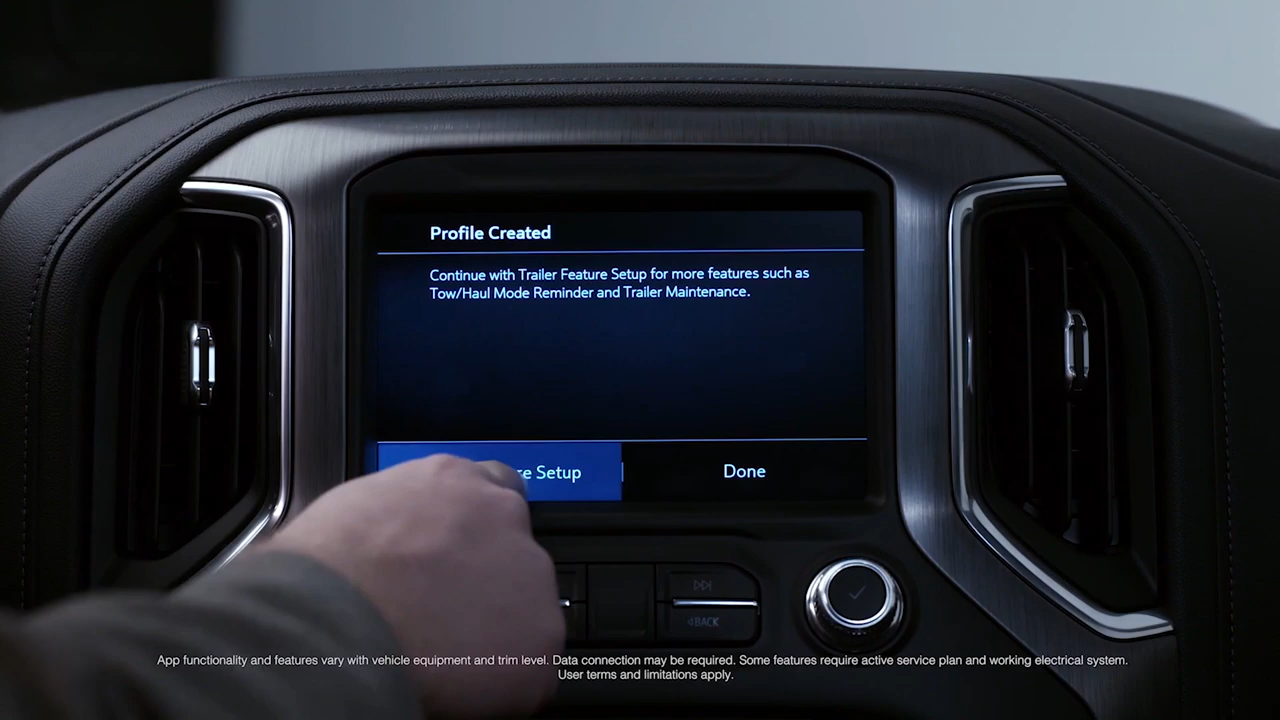 Profile Created
Continue with Trailer Feature Setup for more features such as
Tow/Haul Mode Reminder and Trailer Maintenance.
re Setup
Done
BACK
App functionality and features vary with vehicle equipment and trim level. Data connection may be required. Some features require active service plan and working electrical system.
User terms and limitations apply.